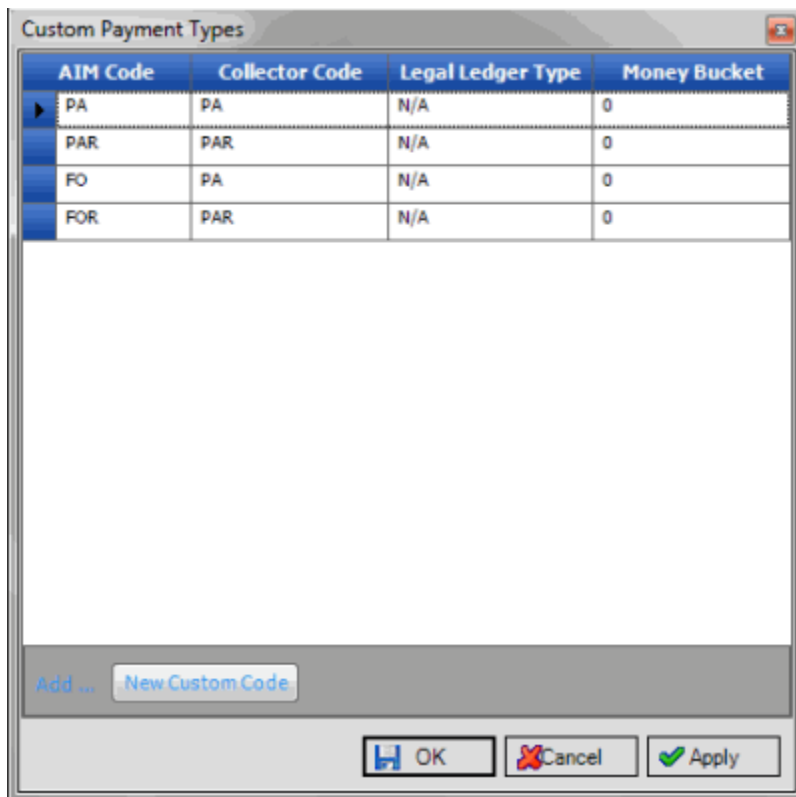 Custom Payment Types
AIM Code Collector Code Legal Ledger Type Money Bucket
PA PA N/A 0
PAR PAR N/A 0
FO PA N/A 0
FOR PAR N/A 0
Add ... New Custom Code
OK Cancel Apply